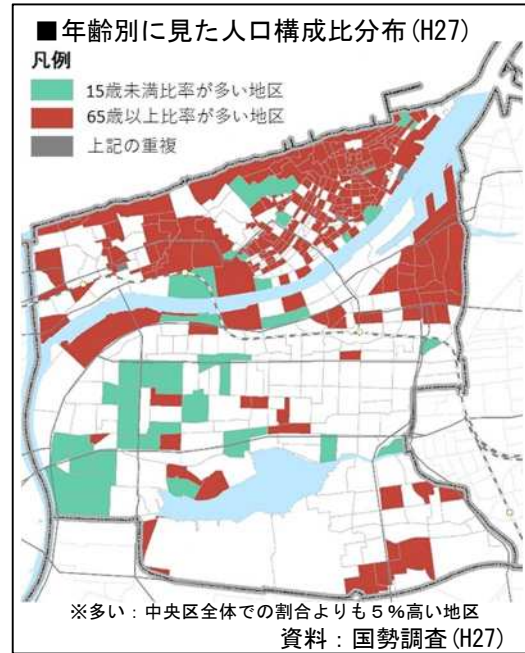 ■年齢別に見た人口構成比分布(H27)
凡例
15歳未満比率が多い地区
65歳以上比率が多い地区
上記の重複
※多い：中央区全体での割合よりも5％高い地区
資料：国勢調査(H27)